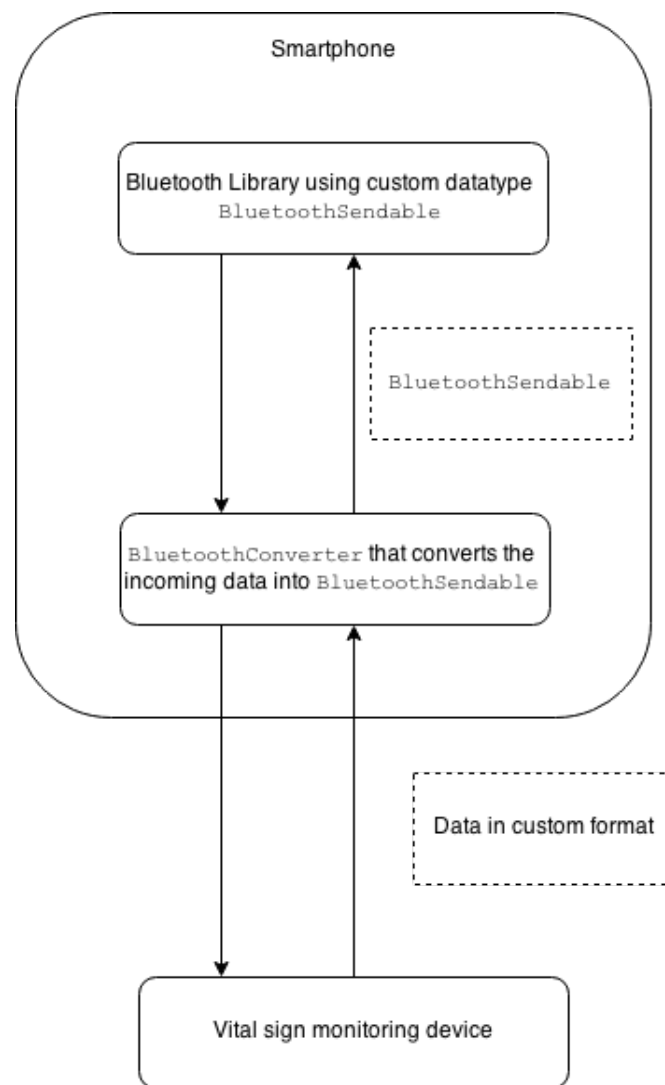 Smartphone
Bluetooth Library using custom datatype
BluetoothSendable
BluetoothSendable
BluetoothConverter that converts the
incoming data into BluetoothSendable
Data in custom format
Vital sign monitoring device